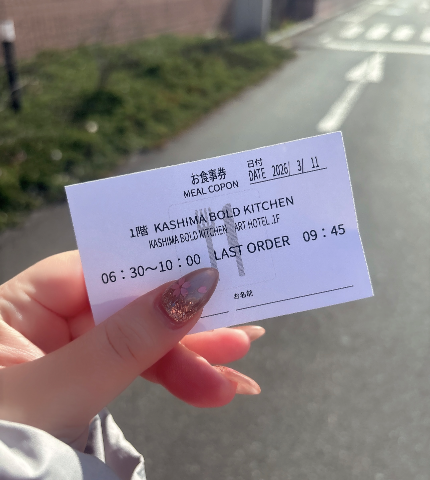 お食事券
MEAL COPON
日付
DATE 2026/ 3/ 11
1階 KASHIMA BOLD KITCHEN
KASHIMA BOLD KITCHEN ART HOTEL 1F
06:30〜10:00 LAST ORDER 09:45
お名前